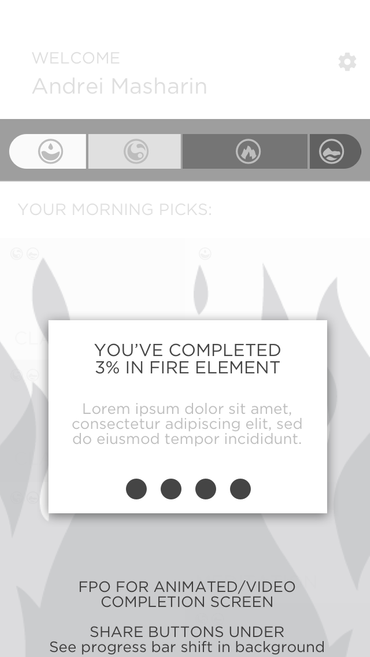 WELCOME
Andrei Masharin
YOUR MORNING PICKS:
YOU'VE COMPLETED
3% IN FIRE ELEMENT
Lorem ipsum dolor sit amet,
consectetur adipiscing elit, sed
do eiusmod tempor incididunt.
FPO FOR ANIMATED/VIDEO
COMPLETION SCREEN
SHARE BUTTONS UNDER
See progress bar shift in background